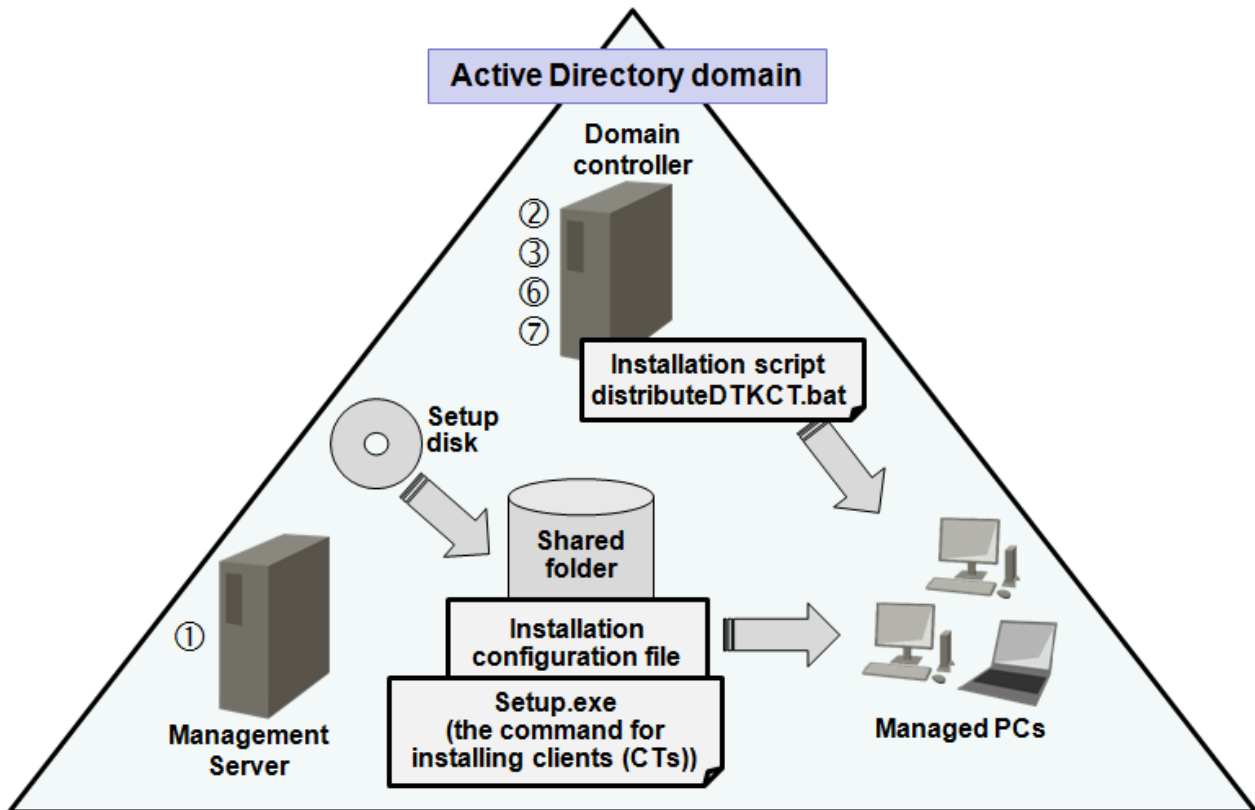 Active Directory domain
Domain
controller
②
③
⑥
⑦
Installation script
distributeDTKCT.bat
Setup
disk
Shared
folder
①
Installation
configuration file
Setup.exe
(the command for
installing clients (CTs))
Management
Server
Managed PCs